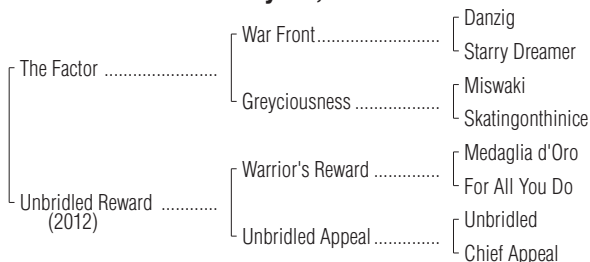 Danzig
War Front........................
Starry Dreamer
The Factor ......................
Miswaki
Greyciousness ................
Skatingonthinice
Medaglia d'Oro
Warrior's Reward .............
For All You Do
Unbridled Reward ...........
(2012)
Unbridled
Unbridled Appeal.............
Chief Appeal